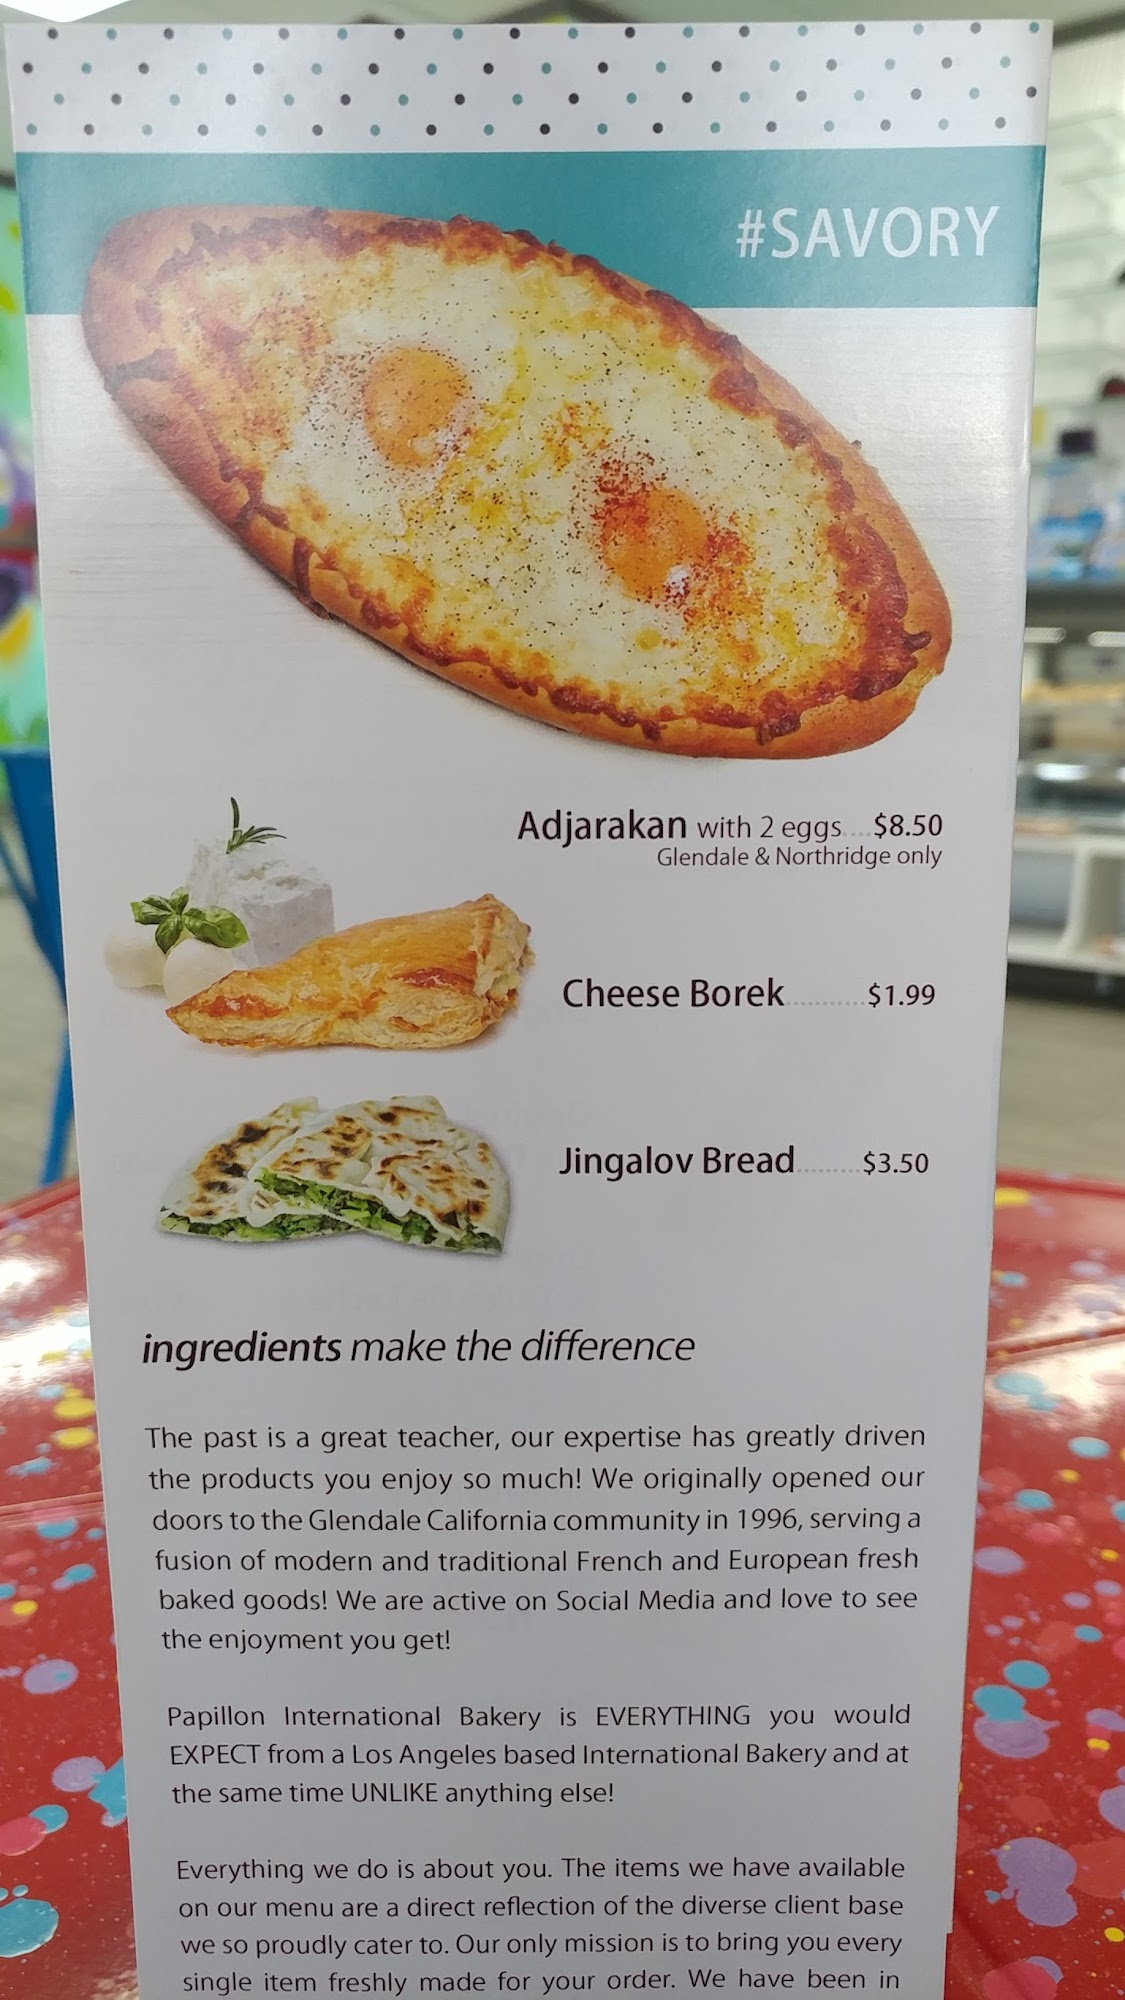 #SAVORY
Adjarakan with 2 eggs....$8.50
Glendale & Northridge only
Cheese Borek...........$1.99
Jingalov Bread.........$3.50
ingredients make the difference
The past is a great teacher, our expertise has greatly driven
the products you enjoy so much! We originally opened our
doors to the Glendale California community in 1996, serving a
fusion of modern and traditional French and European fresh
baked goods! We are active on Social Media and love to see
the enjoyment you get!
Papillon International Bakery is EVERYTHING you would
EXPECT from a Los Angeles based International Bakery and at
the same time UNLIKE anything else!
Everything we do is about you. The items we have available
on our menu are a direct reflection of the diverse client base
we so proudly cater to. Our only mission is to bring you every
single item freshly made for your order. We have been in